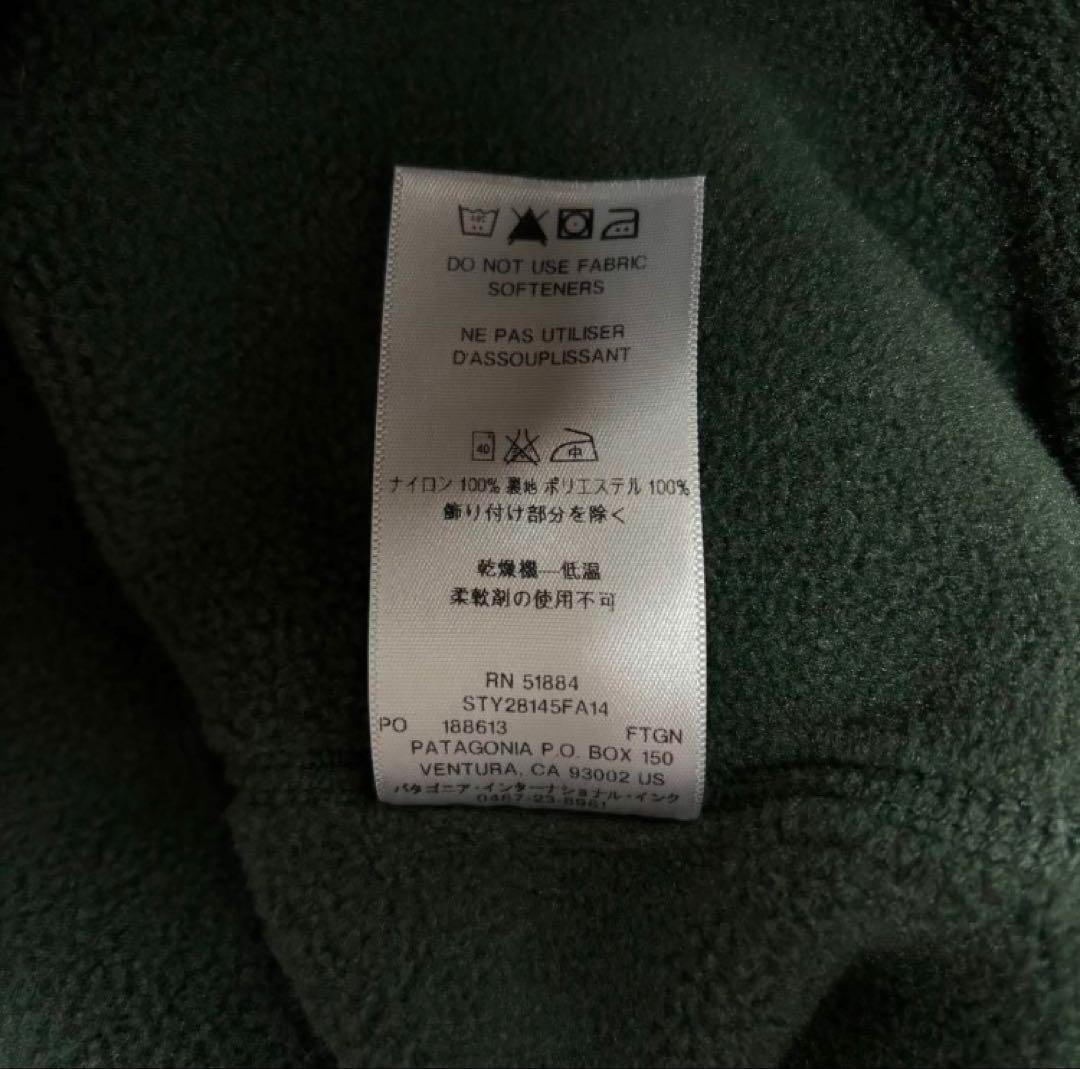 DO NOT USE FABRIC
SOFTENERS
NE PAS UTILISER
D'ASSOUPLISSANT
40 中
ナイロン 100% 裏地 ポリエステル 100%
飾り付け部分を除く
乾燥機—低温
柔軟剤の使用不可
RN 51884
STY28145FA14
PO 188613 FTGN
PATAGONIA P.O. BOX 150
VENTURA, CA 93002 US
パタゴニア・インターナショナル・インク
0467-23-8961